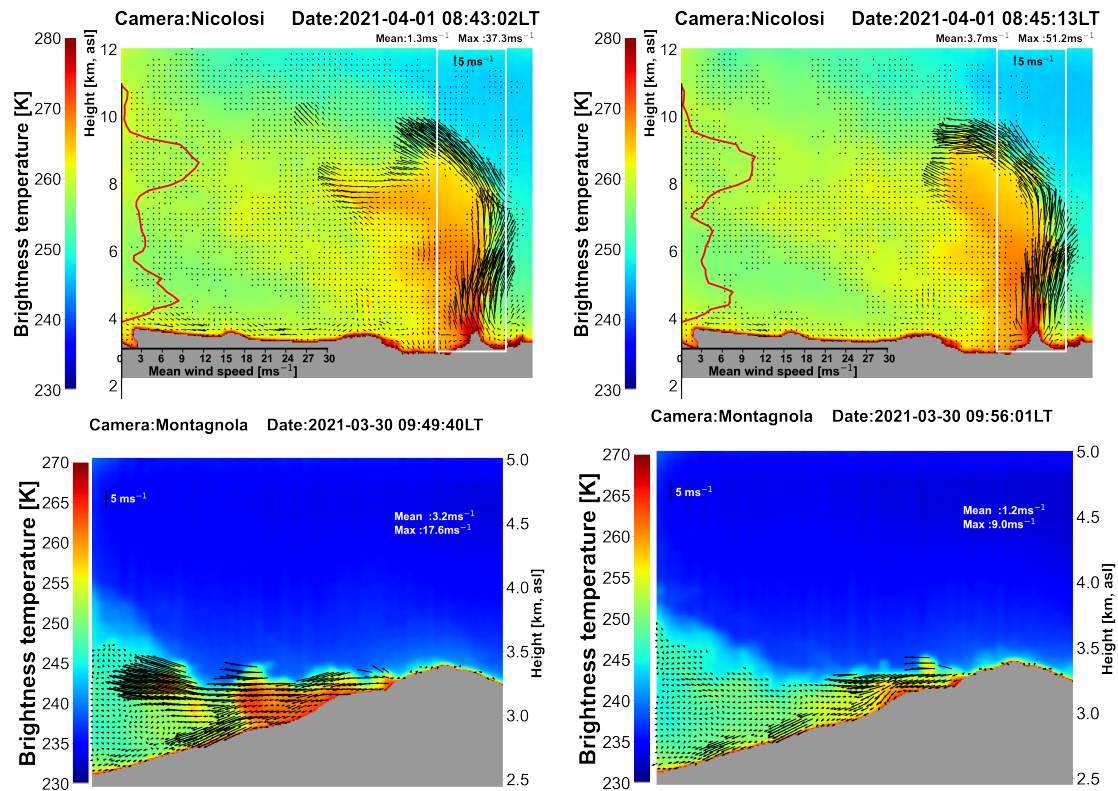 Camera:Nicolosi Date:2021-04-01 08:43:02LT
Mean:1.3ms⁻¹ Max :37.3ms⁻¹
280
270
260
250
240
230
Brightness temperature [K]
Height [km, asl]
12
10
8
6
4
2
5 ms⁻¹
0 3 6 9 12 15 18 21 24 27 30
Mean wind speed [ms⁻¹]
Camera:Nicolosi Date:2021-04-01 08:45:13LT
Mean:3.7ms⁻¹ Max :51.2ms⁻¹
280
270
260
250
240
230
Brightness temperature [K]
Height [km, asl]
12
10
8
6
4
2
5 ms⁻¹
0 3 6 9 12 15 18 21 24 27 30
Mean wind speed [ms⁻¹]
Camera:Montagnola Date:2021-03-30 09:49:40LT
Brightness temperature [K]
270
265
260
255
250
245
240
235
230
5 ms⁻¹
Mean :3.2ms⁻¹
Max :17.6ms⁻¹
5.0
4.5
4.0
3.5
3.0
2.5
Height [km, asl]
Camera:Montagnola Date:2021-03-30 09:56:01LT
Brightness temperature [K]
270
265
260
255
250
245
240
235
230
5 ms⁻¹
Mean :1.2ms⁻¹
Max :9.0ms⁻¹
5.0
4.5
4.0
3.5
3.0
2.5
Height [km, asl]